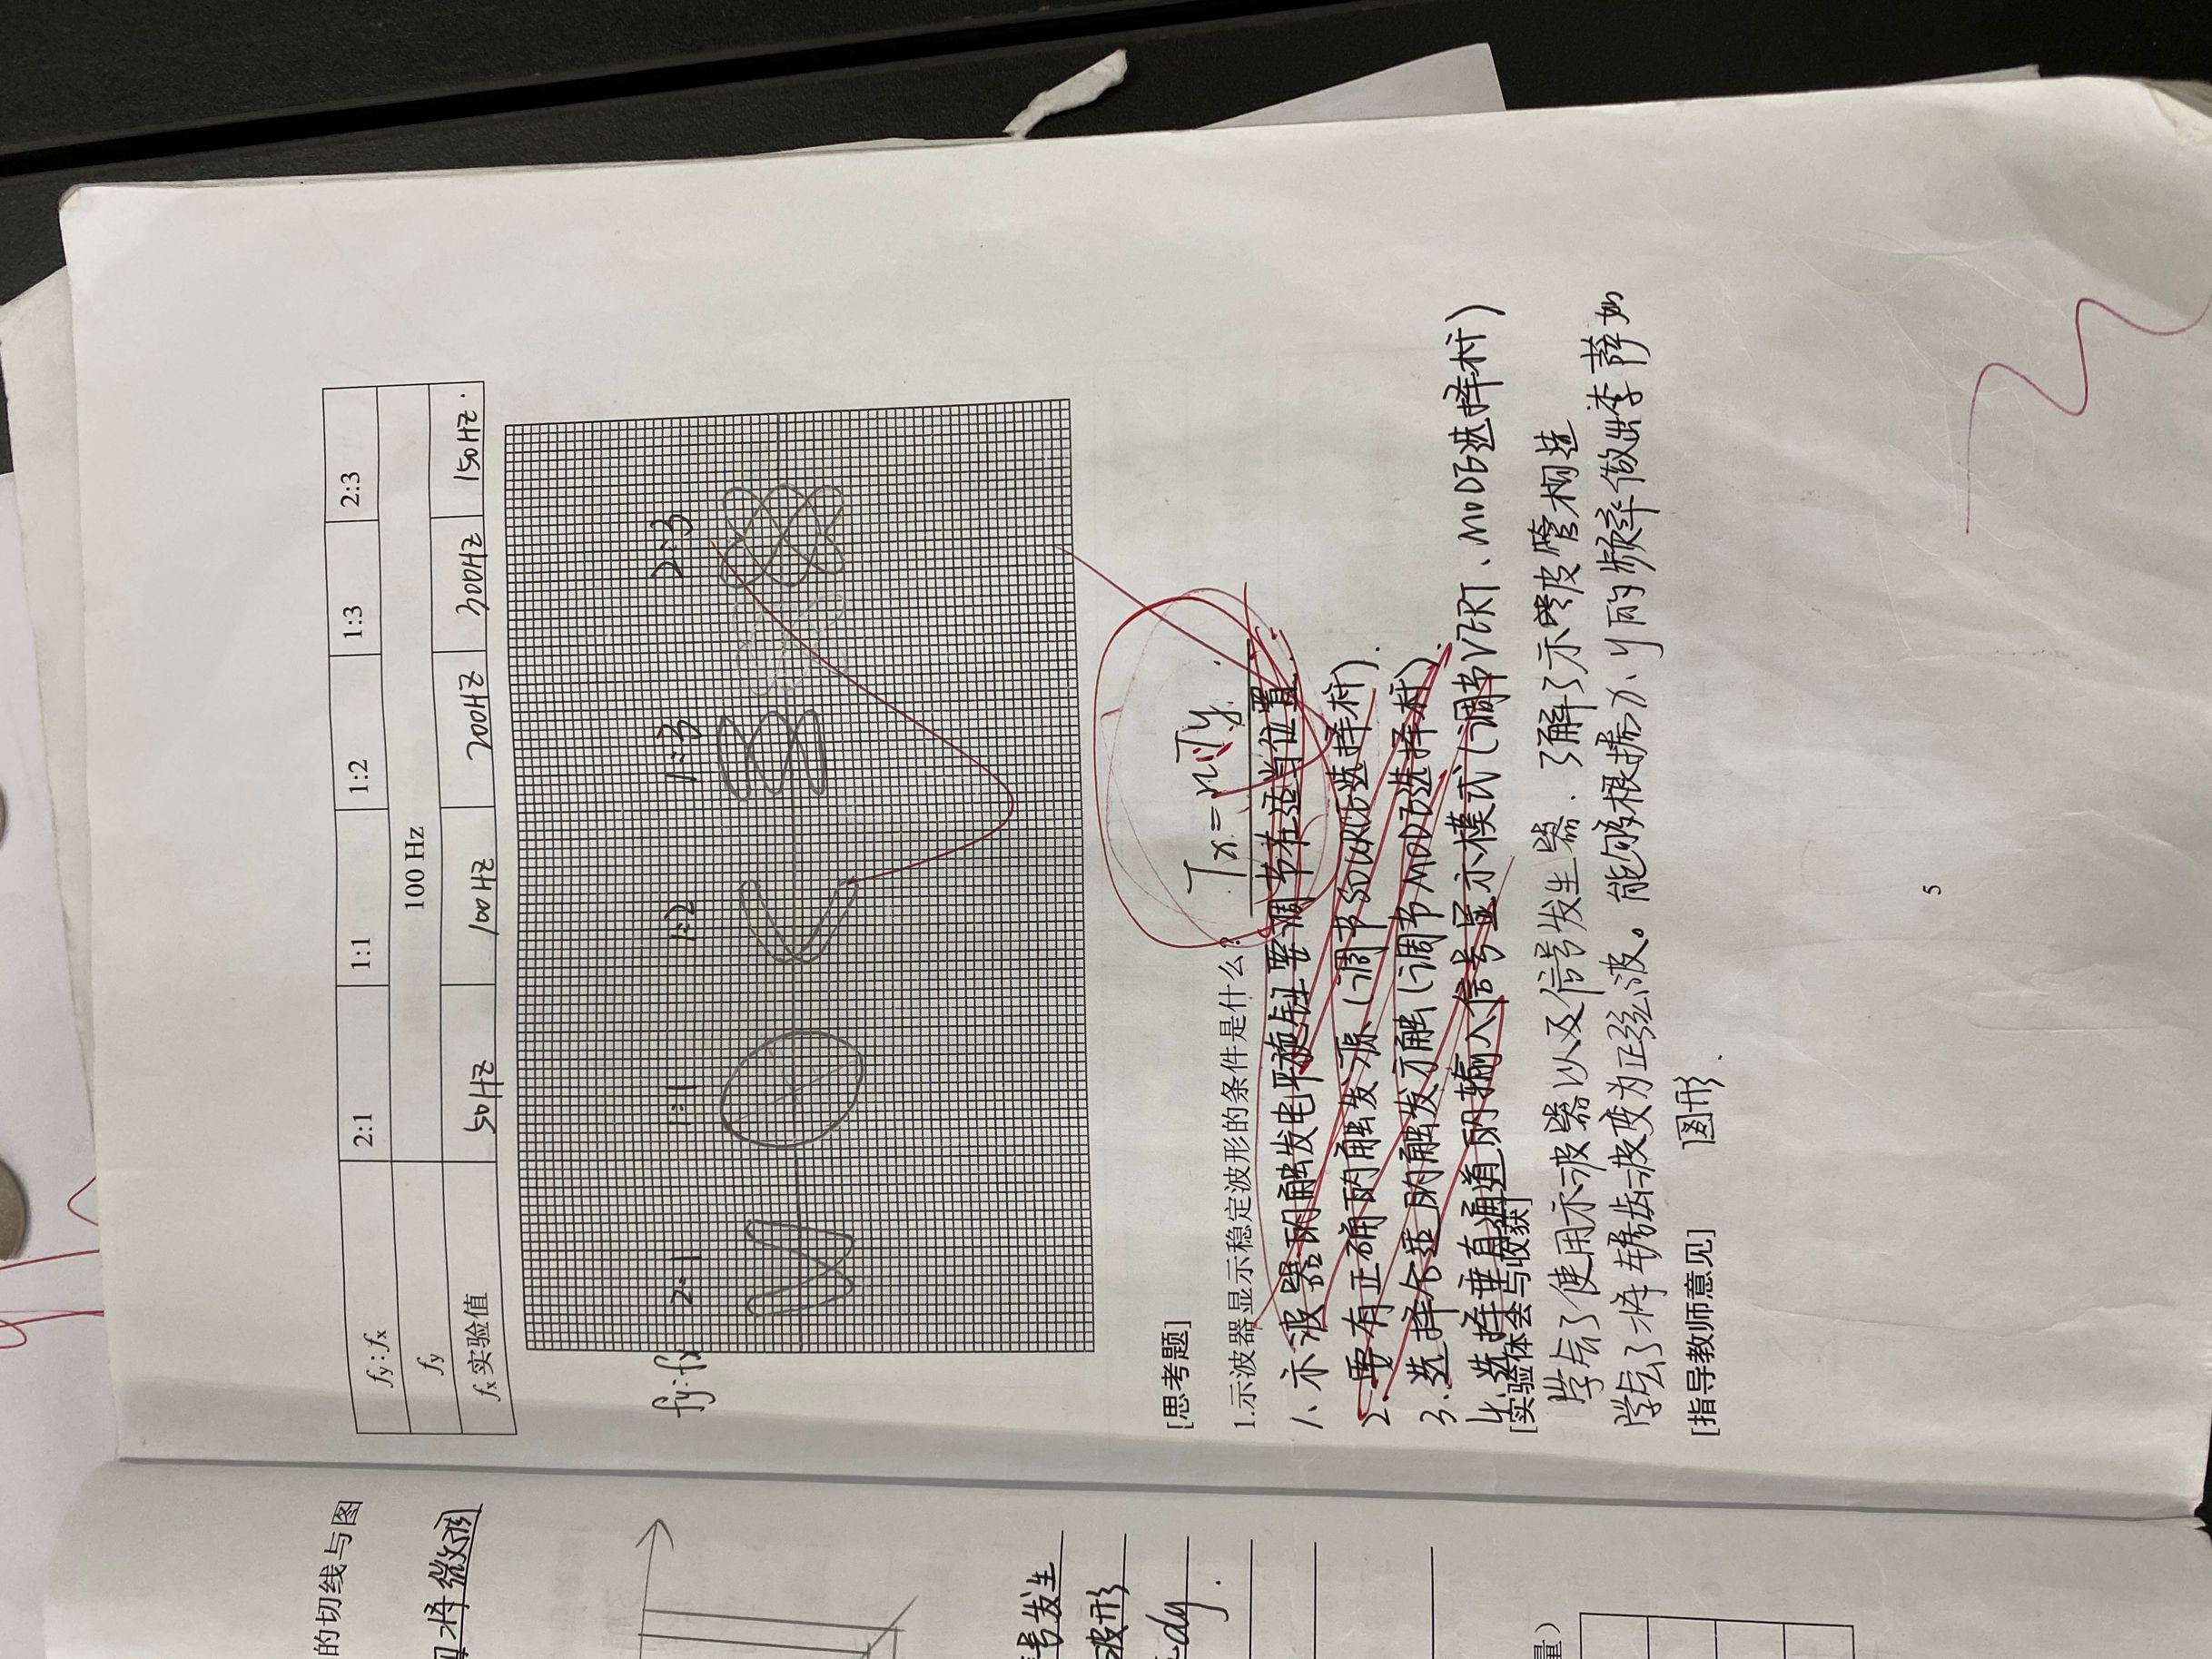 的切线与图
将微调
号发生
波形
dy.
量）
fy:fx 2:1 1:1 1:2 1:3 2:3
fy 100 Hz
fx 实验值 50HZ 100HZ 200HZ 300HZ 150HZ.
fy:fx 2:1 1:1 1:2 1:3 2:3
[思考题]
1.示波器显示稳定波形的条件是什么？ Tx=nTy.
1、示波器的触发电平旋钮要调节在适当位置.
2、要有正确的触发源(调节SOURCE选择杆).
3、选择合适的触发方触(调节MODE选择杆).
4、选择垂直通道的输入信号显示模式(调节VERT、MODE选择杆)
[实验体会与收获]
学会了使用示波器以及信号发生器.了解了示波管构造
学会了将锯齿波变为正弦波。能够根据x、y的频率做出李萨如
[指导教师意见] 图形.
5